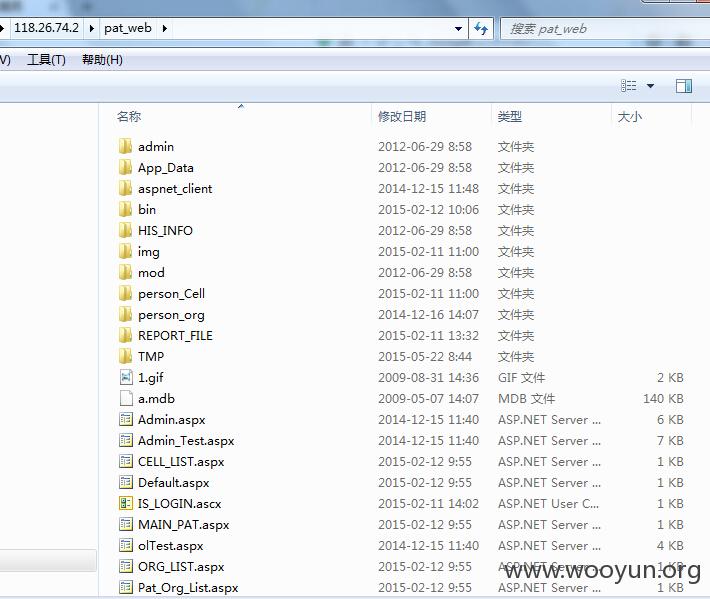 118.26.74.2 pat_web 搜索 pat_web
V) 工具(T) 帮助(H)
名称 修改日期 类型 大小
admin 2012-06-29 8:58 文件夹
App_Data 2012-06-29 8:58 文件夹
aspnet_client 2014-12-15 11:48 文件夹
bin 2015-02-12 10:06 文件夹
HIS_INFO 2012-06-29 8:58 文件夹
img 2015-02-11 11:00 文件夹
mod 2012-06-29 8:58 文件夹
person_Cell 2015-02-11 11:00 文件夹
person_org 2014-12-16 14:07 文件夹
REPORT_FILE 2015-02-11 13:32 文件夹
TMP 2015-05-22 8:44 文件夹
1.gif 2009-08-31 14:36 GIF 文件 2 KB
a.mdb 2009-05-07 14:07 MDB 文件 140 KB
Admin.aspx 2014-12-15 11:40 ASP.NET Server ... 6 KB
Admin_Test.aspx 2014-12-15 11:40 ASP.NET Server ... 7 KB
CELL_LIST.aspx 2015-02-12 9:55 ASP.NET Server ... 1 KB
Default.aspx 2015-02-12 9:55 ASP.NET Server ... 1 KB
IS_LOGIN.ascx 2015-02-11 14:02 ASP.NET User C... 1 KB
MAIN_PAT.aspx 2015-02-12 9:55 ASP.NET Server ... 1 KB
olTest.aspx 2014-12-15 11:40 ASP.NET Server ... 4 KB
ORG_LIST.aspx 2015-02-12 9:55 ASP.NET Server ... 1 KB
www.wooyun.org
Pat_Org_List.aspx 2015-02-12 9:55 ASP.NET Server ... 1 KB